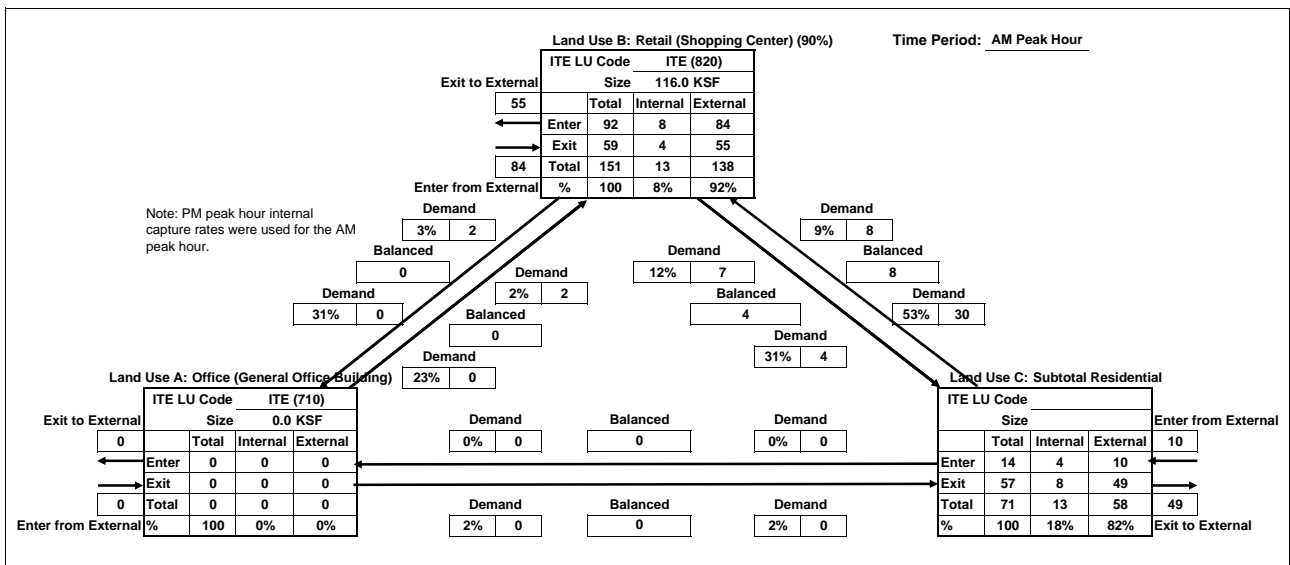 Land Use B: Retail (Shopping Center) (90%)
Time Period: AM Peak Hour
ITE LU Code ITE (820)
Exit to External Size 116.0 KSF
55 Total Internal External
Enter 92 8 84
Exit 59 4 55
84 Total 151 13 138
Enter from External % 100 8% 92%
Note: PM peak hour internal
capture rates were used for the AM
peak hour.
Demand
3% 2
Balanced
0
Demand
31% 0
Demand
2% 2
Balanced
0
Demand
23% 0
Demand
12% 7
Balanced
4
Demand
31% 4
Demand
9% 8
Balanced
8
Demand
53% 30
Land Use A: Office (General Office Building)
ITE LU Code ITE (710)
Exit to External Size 0.0 KSF
0 Total Internal External
Enter 0 0 0
Exit 0 0 0
0 Total 0 0 0
Enter from External % 100 0% 0%
Demand Balanced Demand
0% 0 0 0% 0
Demand Balanced Demand
2% 0 0 2% 0
Land Use C: Subtotal Residential
ITE LU Code
Size Enter from External
Total Internal External 10
Enter 14 4 10
Exit 57 8 49
Total 71 13 58 49
% 100 18% 82% Exit to External